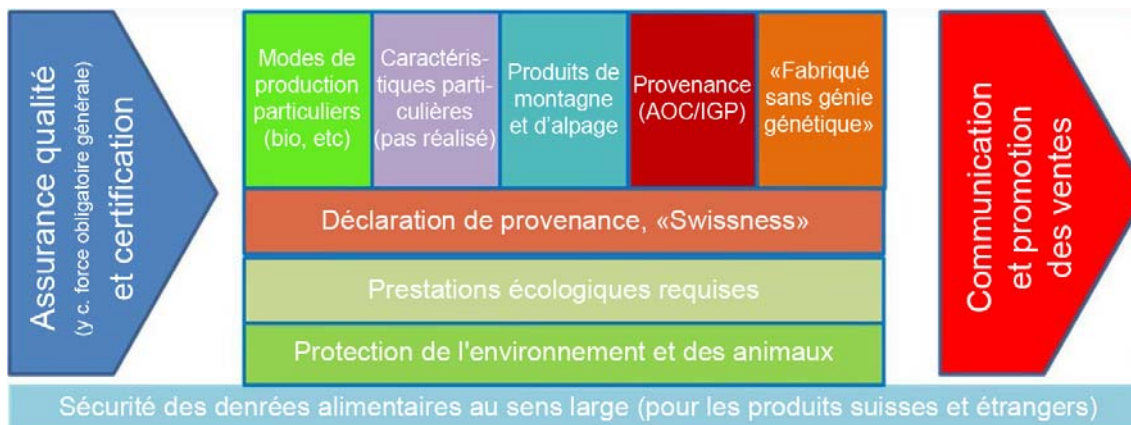 Assurance qualité
(y c. force obligatoire générale)
et certification
Modes de
production
particuliers
(bio, etc)
Caractéris-
tiques parti-
culières
(pas réalisé)
Produits de
montagne
et d'alpage
Provenance
(AOC/IGP)
«Fabriqué
sans génie
génétique»
Déclaration de provenance, «Swissness»
Prestations écologiques requises
Protection de l'environnement et des animaux
Communication
et promotion
des ventes
Sécurité des denrées alimentaires au sens large (pour les produits suisses et étrangers)